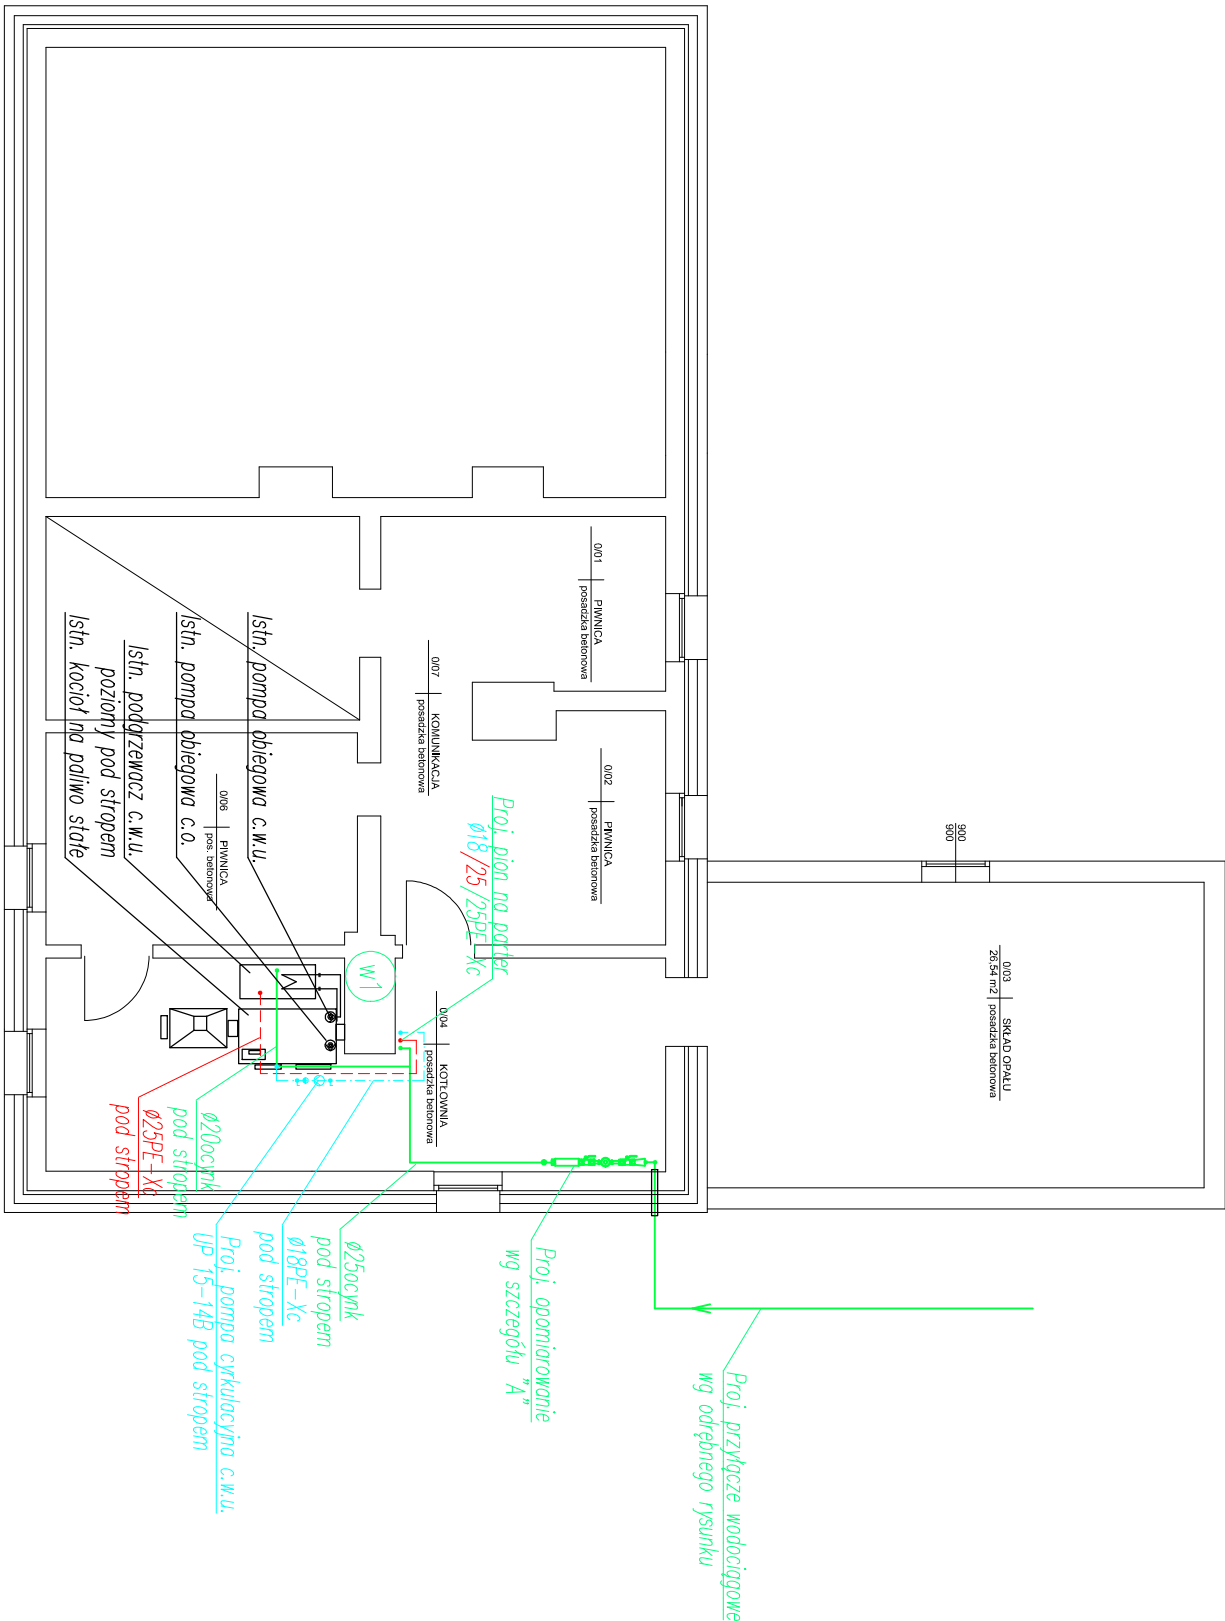 900
900
0/03 SKŁAD OPAŁU
26,54 m2 posadzka betonowa
0/01 PIWNICA
posadzka betonowa
0/02 PIWNICA
posadzka betonowa
0/07 KOMUNIKACJA
posadzka betonowa
0/04 KOTŁOWNIA
posadzka betonowa
0/06 PIWNICA
pos. betonowa
Istn. pompa obiegowa c.w.u.
Istn. pompa obiegowa c.o.
Istn. podgrzewacz c.w.u.
poziomy pod stropem
Istn. kocioł na paliwo stałe
Proj. pion na parter
ø18/25/25PE-Xc
W1
Proj. przyłącze wodociągowe
wg odrębnego rysunku
Proj. opomiarowanie
wg szczegółu "A"
ø25ocynk
pod stropem
ø18PE-Xc
pod stropem
Proj. pompa cyrkulacyjna c.w.u.
UP 15-14B pod stropem
ø20ocynk
pod stropem
ø25PE-Xc
pod stropem